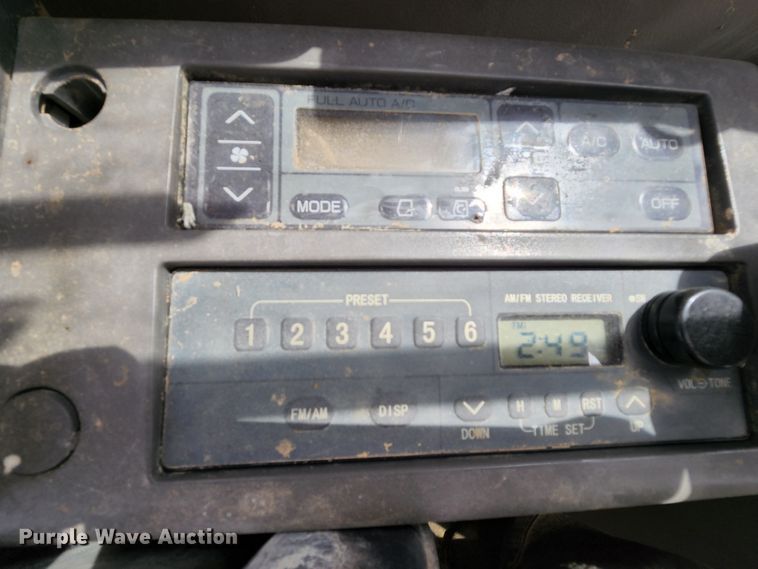 FULL AUTO A/C
°C
A/C
AUTO
MODE
OFF
PRESET
AM/FM STEREO RECEIVER
1 2 3 4 5 6
FM1
2:49
VOL TONE
FM/AM
DISP
DOWN
H
M
RST
TIME SET
UP
Purple Wave Auction